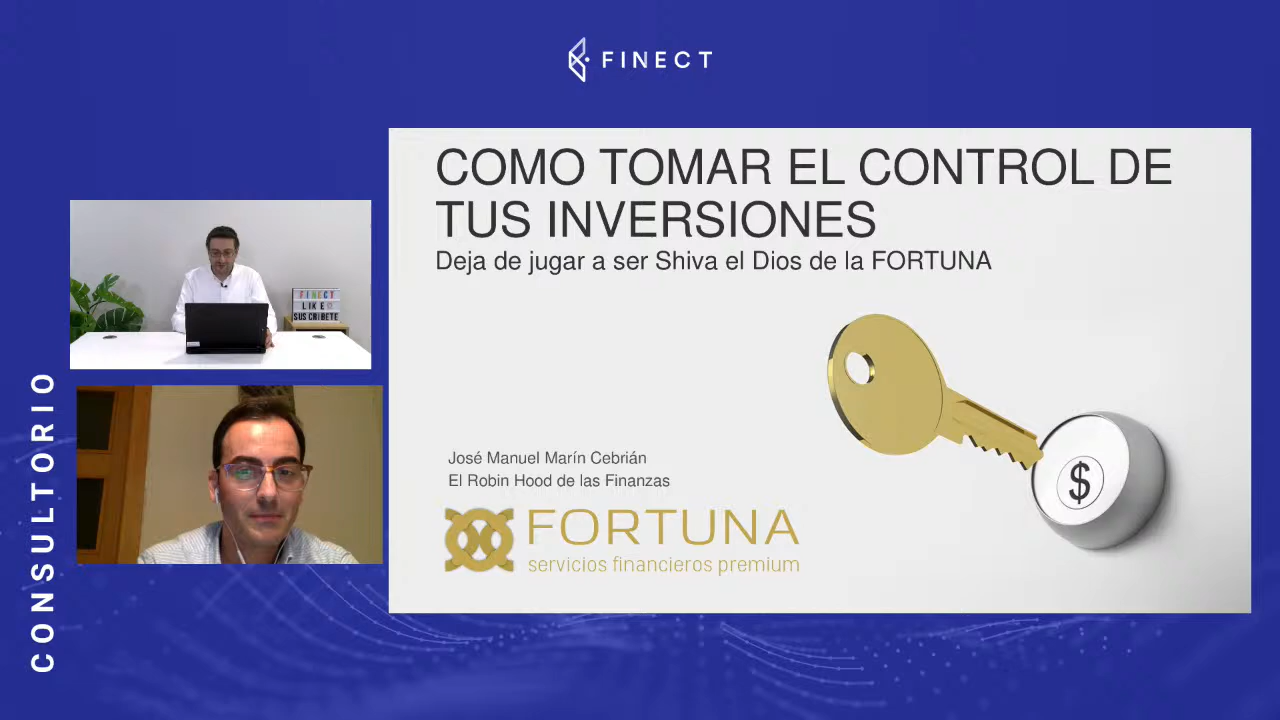 FINECT
COMO TOMAR EL CONTROL DE
TUS INVERSIONES
Deja de jugar a ser Shiva el Dios de la FORTUNA
FINECT
LIKE
SUSCRIBETE
CONSULTORIO
José Manuel Marín Cebrián
El Robin Hood de las Finanzas
FORTUNA
servicios financieros premium
$